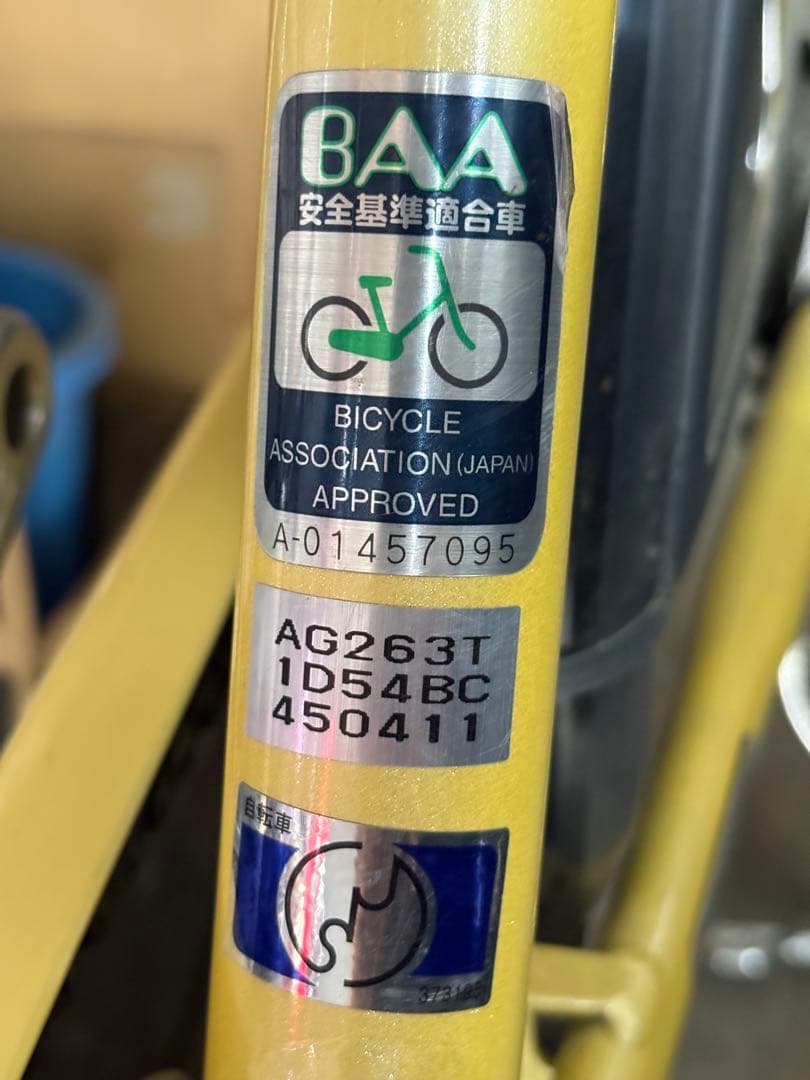 BAA
安全基準適合車
BICYCLE
ASSOCIATION (JAPAN)
APPROVED
A-01457095
AG263T
1D54BC
450411
自転車